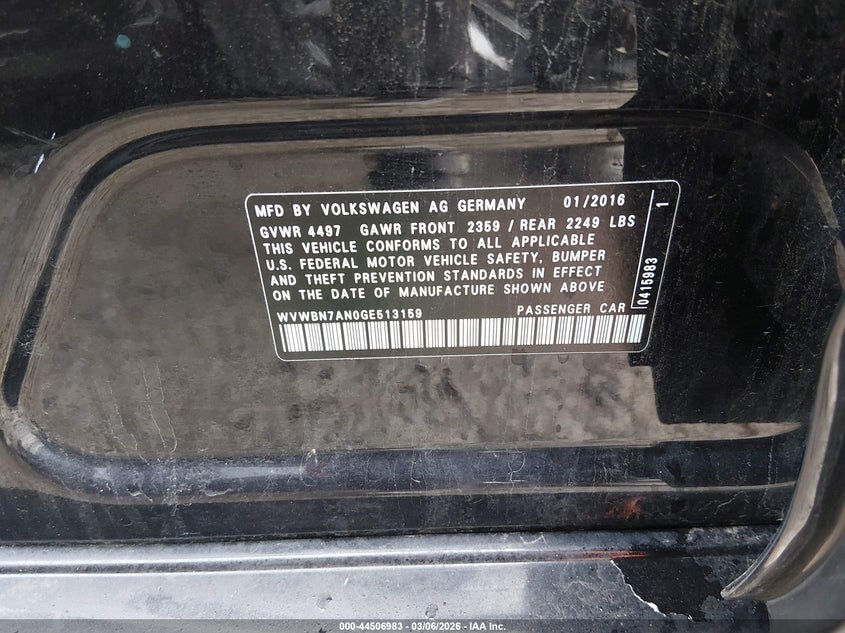 MFD BY VOLKSWAGEN AG GERMANY 01/2016
GVWR 4497 GAWR FRONT 2359 / REAR 2249 LBS
THIS VEHICLE CONFORMS TO ALL APPLICABLE
U.S. FEDERAL MOTOR VEHICLE SAFETY, BUMPER
AND THEFT PREVENTION STANDARDS IN EFFECT
ON THE DATE OF MANUFACTURE SHOWN ABOVE
WVWBN7AN0GE513159 PASSENGER CAR
0415983 1
000-44506983 - 03/06/2026 - IAA Inc.